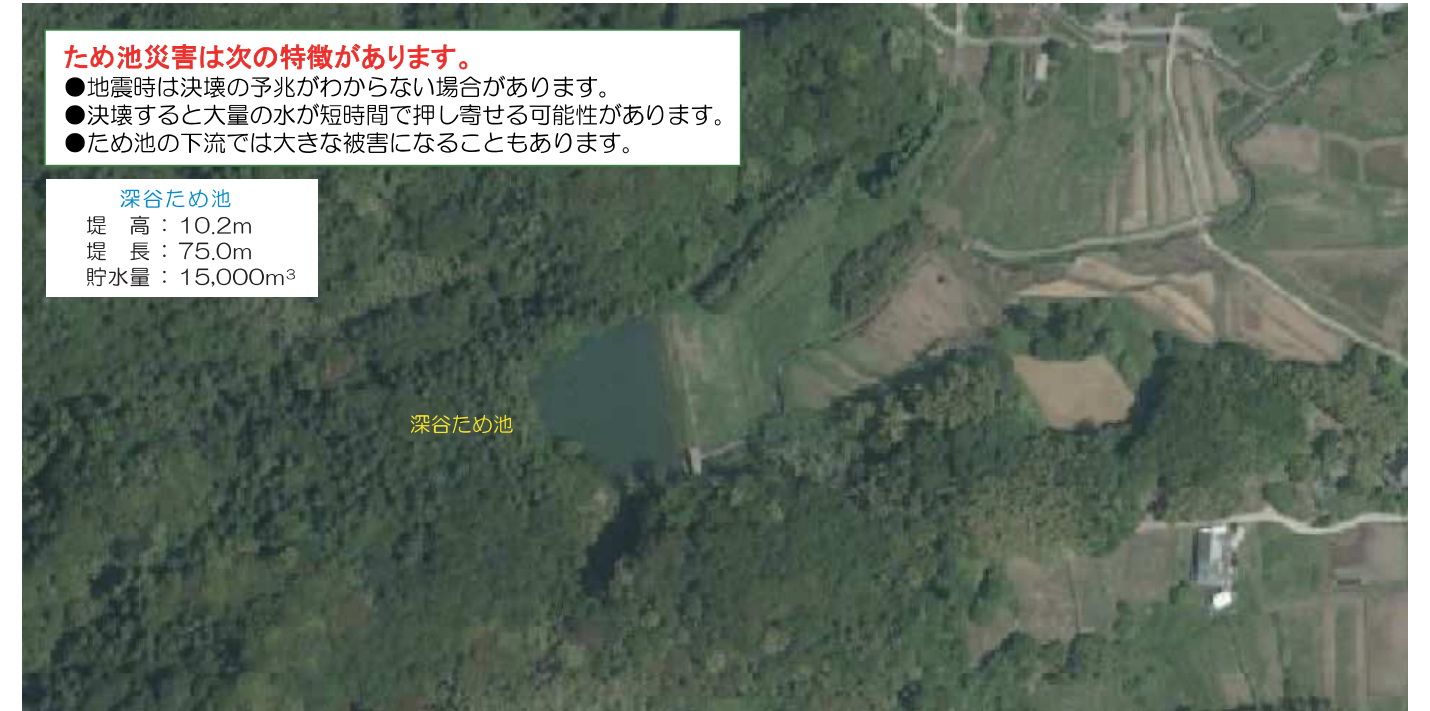 ため池災害は次の特徴があります。
●地震時は決壊の予兆がわからない場合があります。
●決壊すると大量の水が短時間で押し寄せる可能性があります。
●ため池の下流では大きな被害になることもあります。
深谷ため池
堤　高：10.2m
堤　長：75.0m
貯水量：15,000m³
深谷ため池